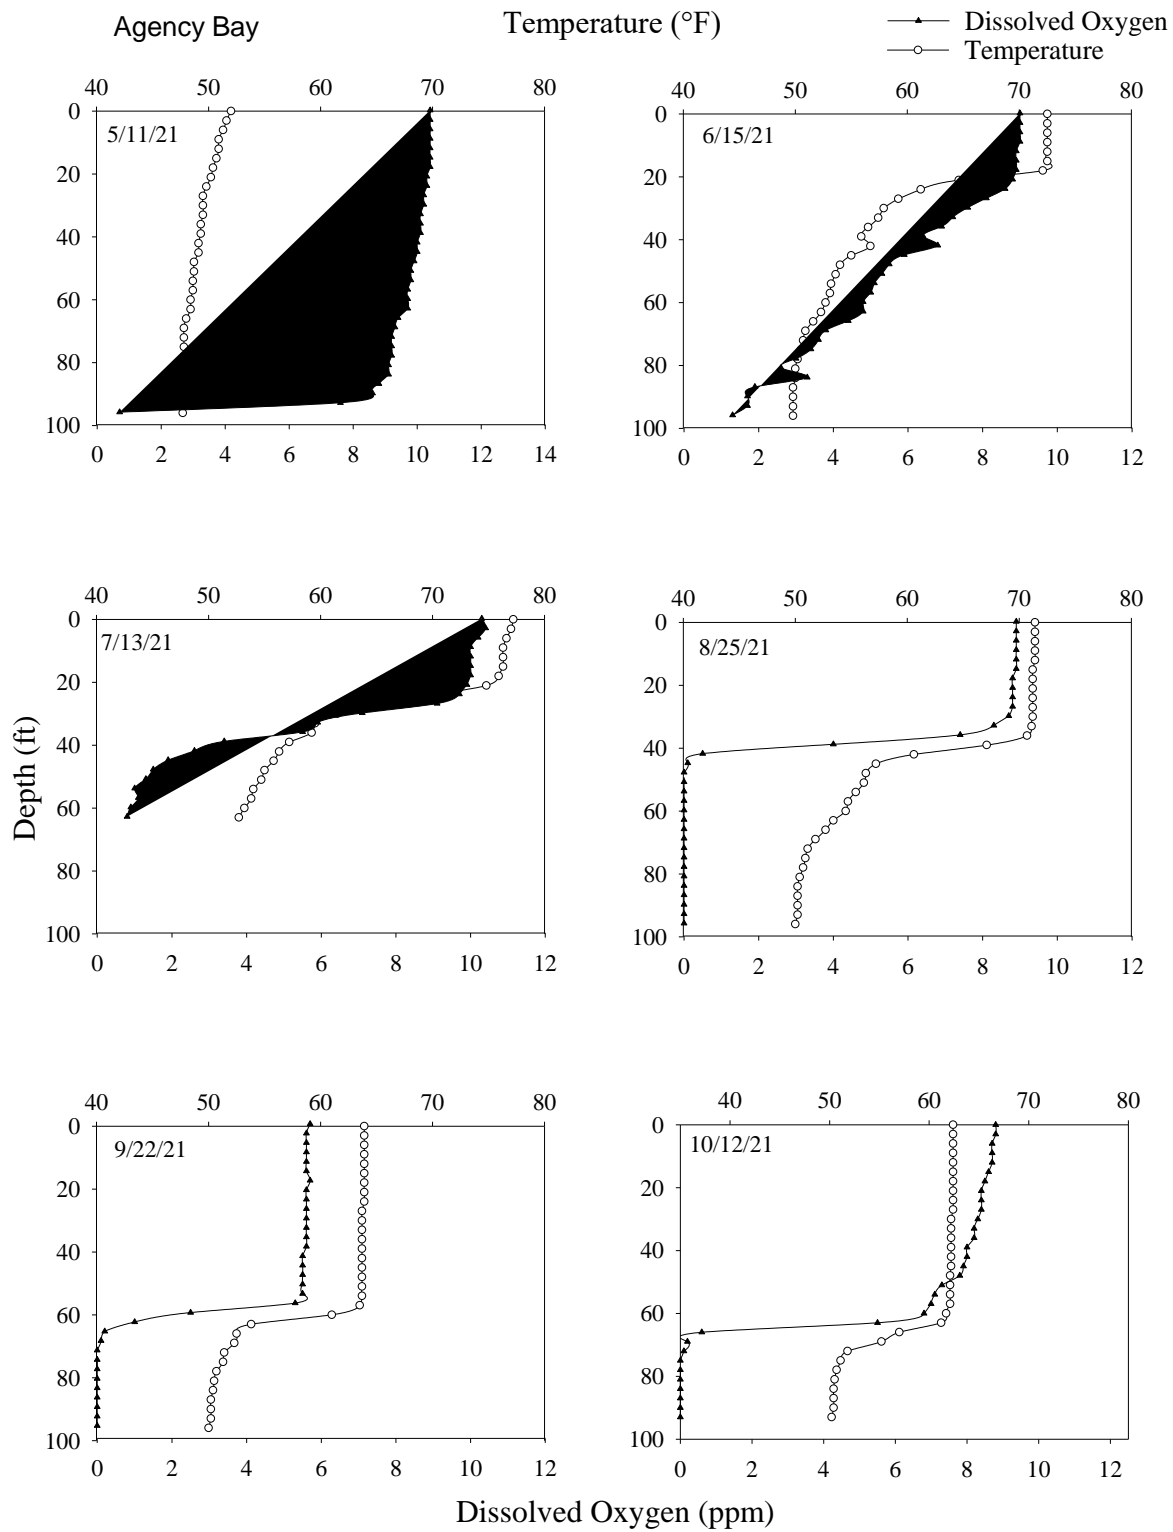 Agency Bay
Temperature (°F)
Dissolved Oxygen
Temperature
40 50 60 70 80
40 50 60 70 80
0
20
40
60
80
100
5/11/21
0
20
40
60
80
100
6/15/21
0 2 4 6 8 10 12 14
0 2 4 6 8 10 12
40 50 60 70 80
40 50 60 70 80
0
20
40
60
80
100
7/13/21
0
20
40
60
80
100
8/25/21
Depth (ft)
0 2 4 6 8 10 12
0 2 4 6 8 10 12
40 50 60 70 80
40 50 60 70 80
0
20
40
60
80
100
9/22/21
0
20
40
60
80
100
10/12/21
0 2 4 6 8 10 12
0 2 4 6 8 10 12
Dissolved Oxygen (ppm)